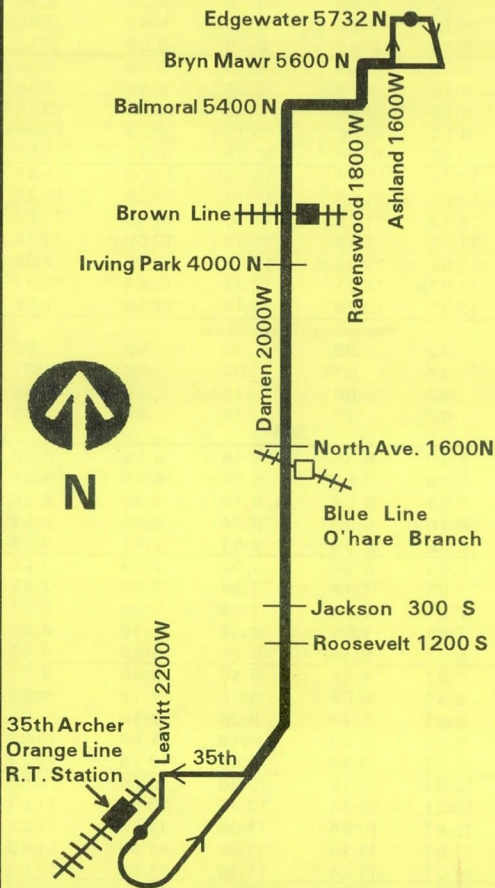 Edgewater 5732 N
Bryn Mawr 5600 N
Balmoral 5400 N
Ashland 1600W
Ravenswood 1800 W
Brown Line
Irving Park 4000 N
Damen 2000W
N
North Ave. 1600N
Blue Line
O'hare Branch
Jackson 300 S
Roosevelt 1200 S
Leavitt 2200W
35th Archer
Orange Line
R.T. Station
35th